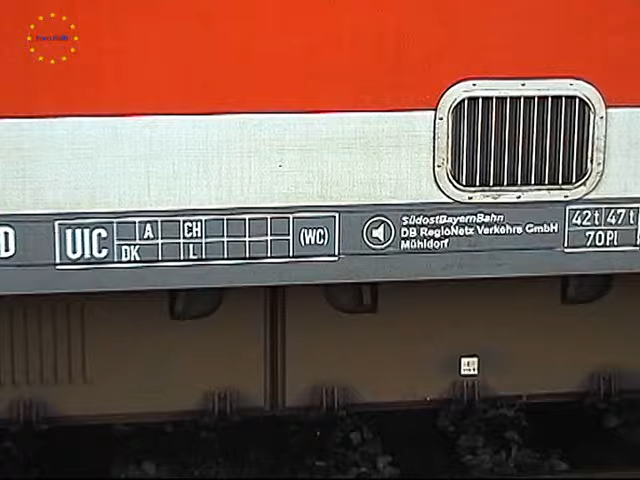 D
UIC
A CH
DK L
(WC)
SüdostBayernBahn
DB RegioNetz Verkehrs GmbH
Mühldorf
42t 47t
70Pl